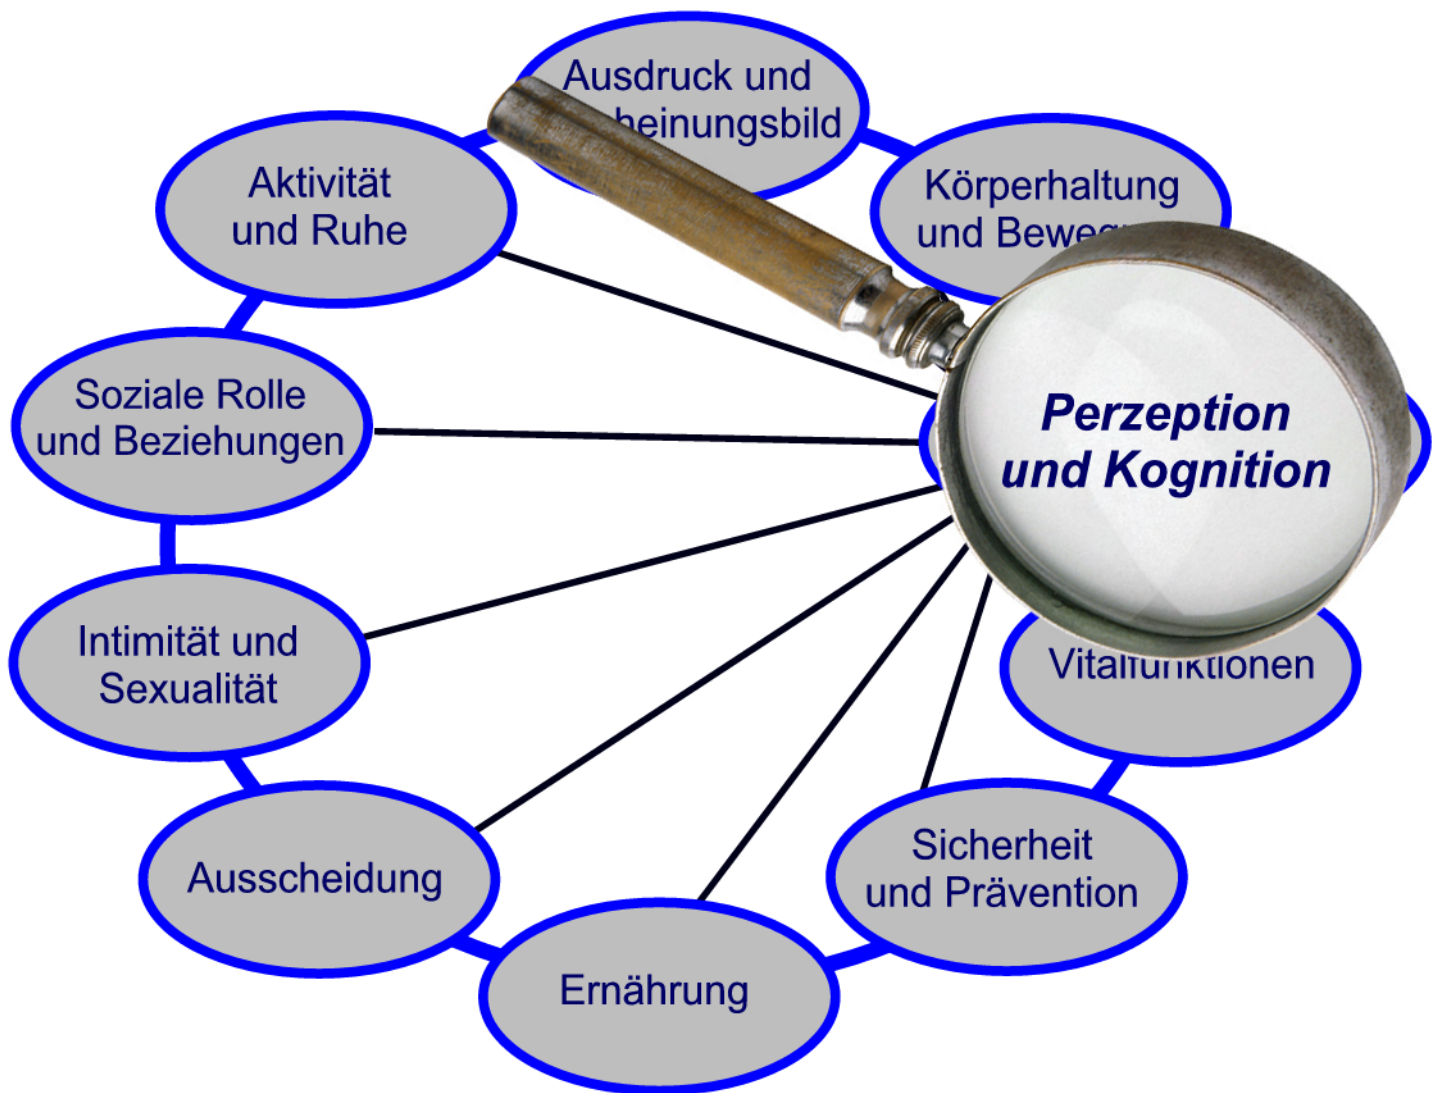 Ausdruck und
heinungsbild
Aktivität
und Ruhe
Körperhaltung
und Bewegu
Soziale Rolle
und Beziehungen
Perzeption
und Kognition
Intimität und
Sexualität
Vitalfunktionen
Ausscheidung
Sicherheit
und Prävention
Ernährung